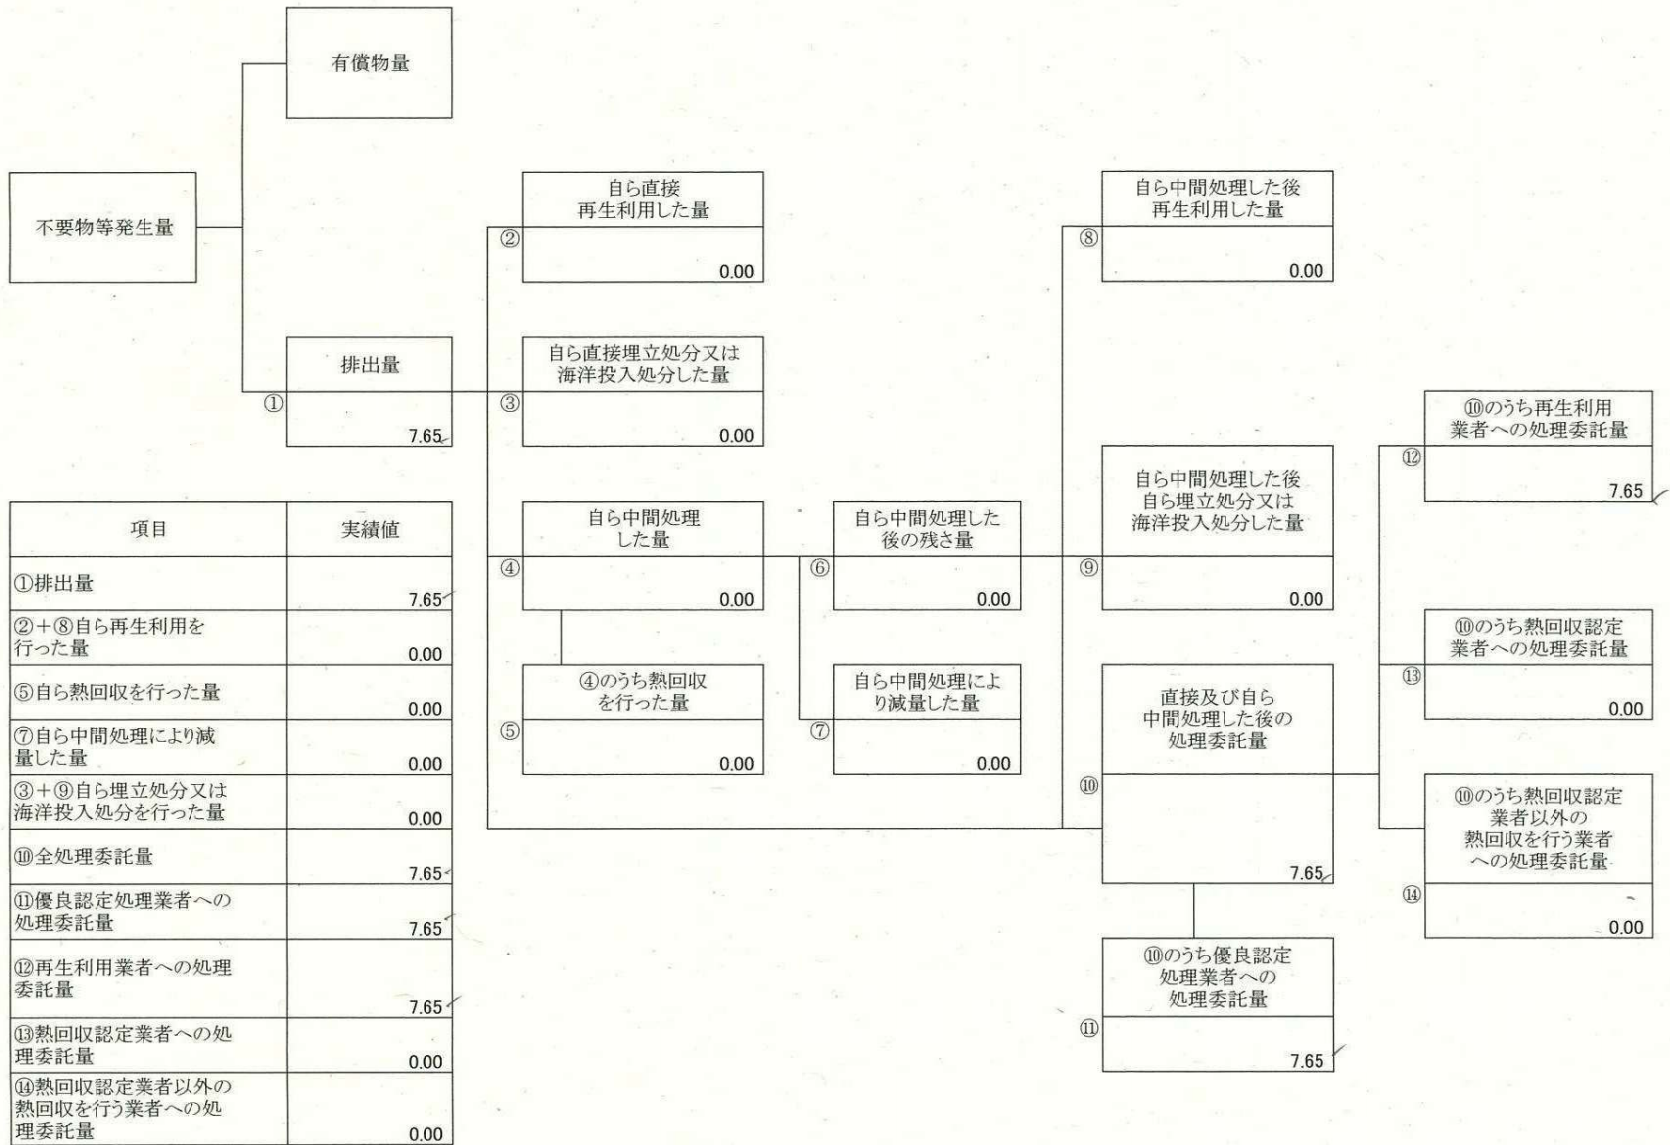 有償物量
不要物等発生量
自ら直接
再生利用した量
②
0.00
自ら中間処理した後
再生利用した量
⑧
0.00
排出量
①
7.65
自ら直接埋立処分又は
海洋投入処分した量
③
0.00
自ら中間処理
した量
④
0.00
自ら中間処理した
後の残さ量
⑥
0.00
自ら中間処理した後
自ら埋立処分又は
海洋投入処分した量
⑨
0.00
⑩のうち再生利用
業者への処理委託量
⑫
7.65
④のうち熱回収
を行った量
⑤
0.00
自ら中間処理によ
り減量した量
⑦
0.00
直接及び自ら
中間処理した後の
処理委託量
⑩
7.65
⑩のうち熱回収認定
業者への処理委託量
⑬
0.00
⑩のうち熱回収認定
業者以外の
熱回収を行う業者
への処理委託量
⑭
0.00
⑩のうち優良認定
処理業者への
処理委託量
⑪
7.65
項目 実績値
①排出量
7.65
②+⑧自ら再生利用を
行った量
0.00
⑤自ら熱回収を行った量
0.00
⑦自ら中間処理により減
量した量
0.00
③+⑨自ら埋立処分又は
海洋投入処分を行った量
0.00
⑩全処理委託量
7.65
⑪優良認定処理業者への
処理委託量
7.65
⑫再生利用業者への処理
委託量
7.65
⑬熱回収認定業者への処
理委託量
0.00
⑭熱回収認定業者以外の
熱回収を行う業者への処
理委託量
0.00